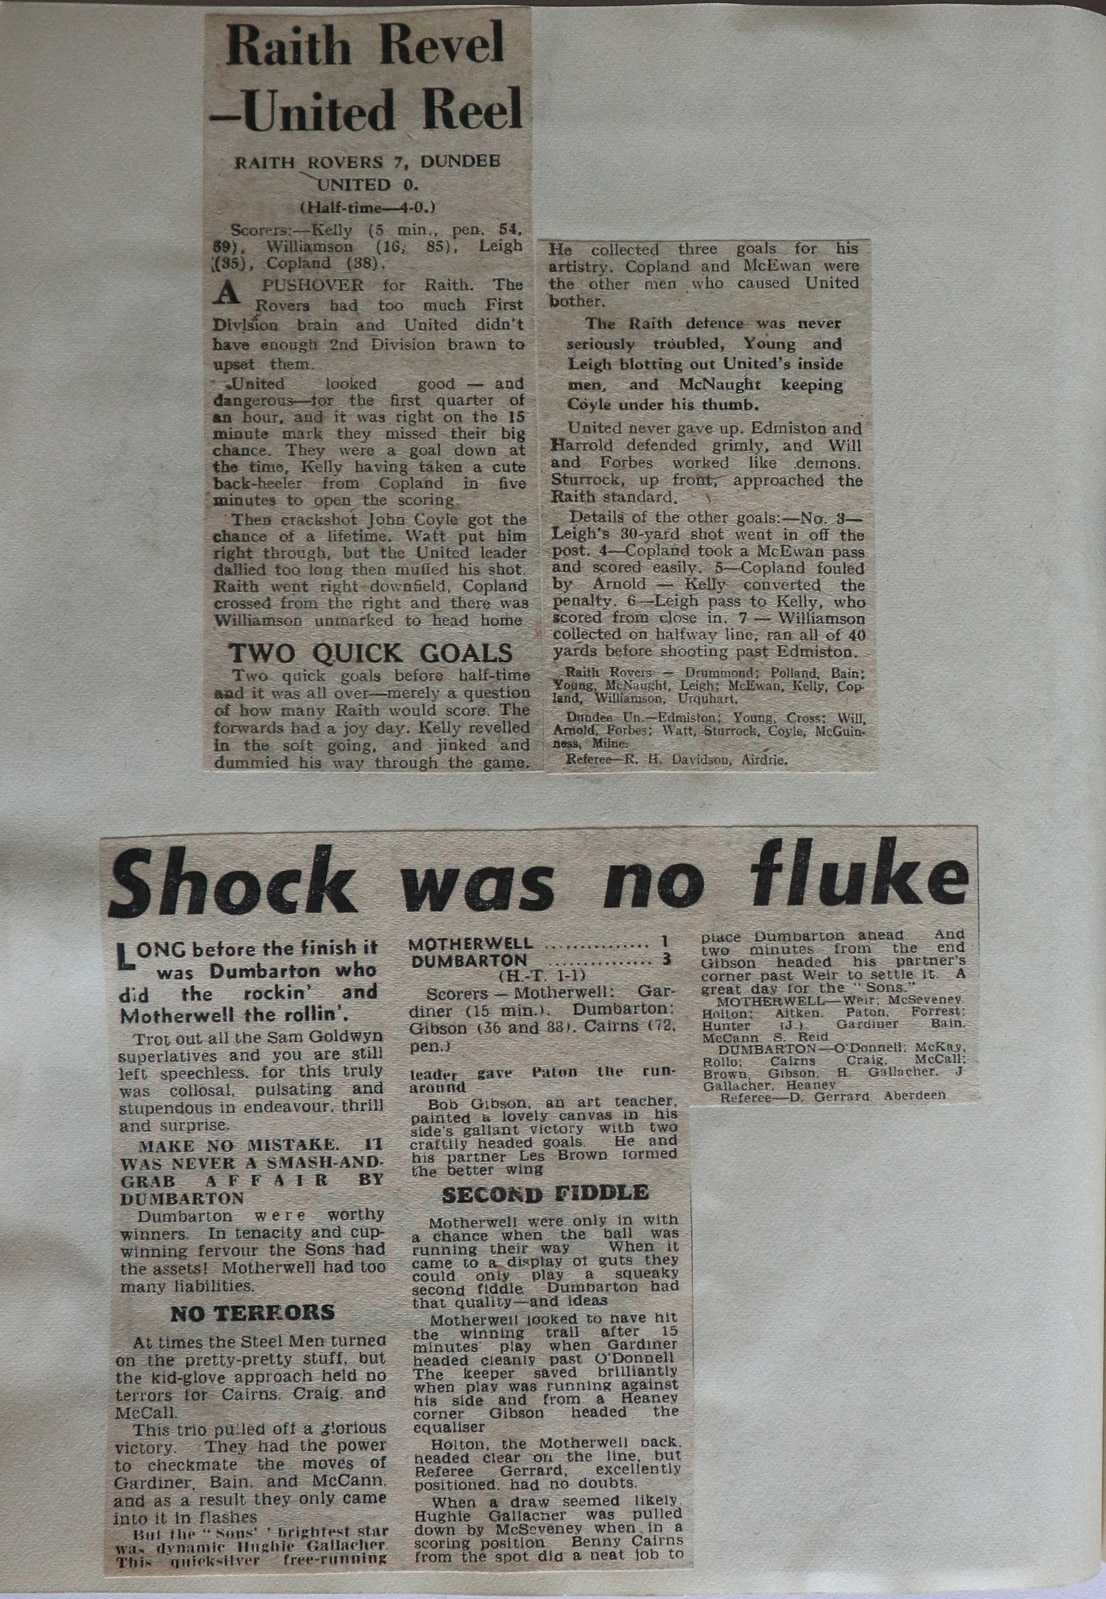 Raith Revel
—United Reel
RAITH ROVERS 7, DUNDEE
UNITED 0.
(Half-time—4-0.)
Scorers:—Kelly (5 min., pen. 54,
89), Williamson (16, 85), Leigh
(35), Copland (38).
A PUSHOVER for Raith. The
Rovers had too much First
Division brain and United didn't
have enough 2nd Division brawn to
upset them.
United looked good — and
dangerous—for the first quarter of
an hour, and it was right on the 15
minute mark they missed their big
chance. They were a goal down at
the time, Kelly having taken a cute
back-heeler from Copland in five
minutes to open the scoring.
Then crackshot John Coyle got the
chance of a lifetime. Watt put him
right through, but the United leader
dallied too long then muffed his shot.
Raith went right downfield, Copland
crossed from the right and there was
Williamson unmarked to head home
TWO QUICK GOALS
Two quick goals before half-time
and it was all over—merely a question
of how many Raith would score. The
forwards had a joy day. Kelly revelled
in the soft going, and jinked and
dummied his way through the game.
He collected three goals for his
artistry. Copland and McEwan were
the other men who caused United
bother.
The Raith defence was never
seriously troubled, Young and
Leigh blotting out United's inside
men, and McNaught keeping
Coyle under his thumb.
United never gave up. Edmiston and
Harrold defended grimly, and Will
and Forbes worked like demons.
Sturrock, up front, approached the
Raith standard.
Details of the other goals:—No. 3—
Leigh's 30-yard shot went in off the
post. 4—Copland took a McEwan pass
and scored easily. 5—Copland fouled
by Arnold — Kelly converted the
penalty. 6—Leigh pass to Kelly, who
scored from close in. 7 — Williamson
collected on halfway line, ran all of 40
yards before shooting past Edmiston.
Raith Rovers — Drummond; Polland, Bain;
Young, McNaught, Leigh; McEwan, Kelly, Cop-
land, Williamson, Urquhart.
Dundee Un.—Edmiston; Young, Cross; Will,
Arnold, Forbes; Watt, Sturrock, Coyle, McGuin-
ness, Milne.
Referee—R. H. Davidson, Airdrie.
Shock was no fluke
LONG before the finish it
was Dumbarton who
did the rockin' and
Motherwell the rollin'.
Trot out all the Sam Goldwyn
superlatives and you are still
left speechless, for this truly
was collosal, pulsating and
stupendous in endeavour, thrill
and surprise.
MAKE NO MISTAKE. IT
WAS NEVER A SMASH-AND-
GRAB AFFAIR BY
DUMBARTON
Dumbarton were worthy
winners. In tenacity and cup-
winning fervour the Sons had
the assets! Motherwell had too
many liabilities.
NO TERRORS
At times the Steel Men turned
on the pretty-pretty stuff, but
the kid-glove approach held no
terrors for Cairns, Craig, and
McCall.
This trio pulled off a glorious
victory. They had the power
to checkmate the moves of
Gardiner, Bain, and McCann,
and as a result they only came
into it in flashes
But the "Sons'" brightest star
was dynamic Hughie Gallacher.
This quicksilver free-running
MOTHERWELL .............. 1
DUMBARTON .............. 3
(H.-T. 1-1)
Scorers — Motherwell: Gar-
diner (15 min.). Dumbarton:
Gibson (36 and 88). Cairns (72,
pen.)
leader gave Paton the run-
around
Bob Gibson, an art teacher,
painted a lovely canvas in his
side's gallant victory with two
craftily headed goals. He and
his partner Les Brown formed
the better wing
SECOND FIDDLE
Motherwell were only in with
a chance when the ball was
running their way When it
came to a display of guts they
could only play a squeaky
second fiddle Dumbarton had
that quality—and ideas
Motherwell looked to have hit
the winning trail after 15
minutes' play when Gardiner
headed cleanly past O'Donnell
The keeper saved brilliantly
when play was running against
his side and from a Heaney
corner Gibson headed the
equaliser
Holton, the Motherwell back,
headed clear on the line, but
Referee Gerrard, excellently
positioned, had no doubts.
When a draw seemed likely
Hughie Gallacher was pulled
down by McSeveney when in a
scoring position Benny Cairns
from the spot did a neat job to
place Dumbarton ahead And
two minutes from the end
Gibson headed his partner's
corner past Weir to settle it. A
great day for the "Sons."
MOTHERWELL—Weir; McSeveney
Holton; Aitken, Paton, Forrest;
Hunter (J.) Gardiner Bain,
McCann S. Reid
DUMBARTON—O'Donnell; McKay,
Rollo; Cairns Craig, McCall;
Brown, Gibson, H. Gallacher, J
Gallacher, Heaney
Referee—D. Gerrard Aberdeen